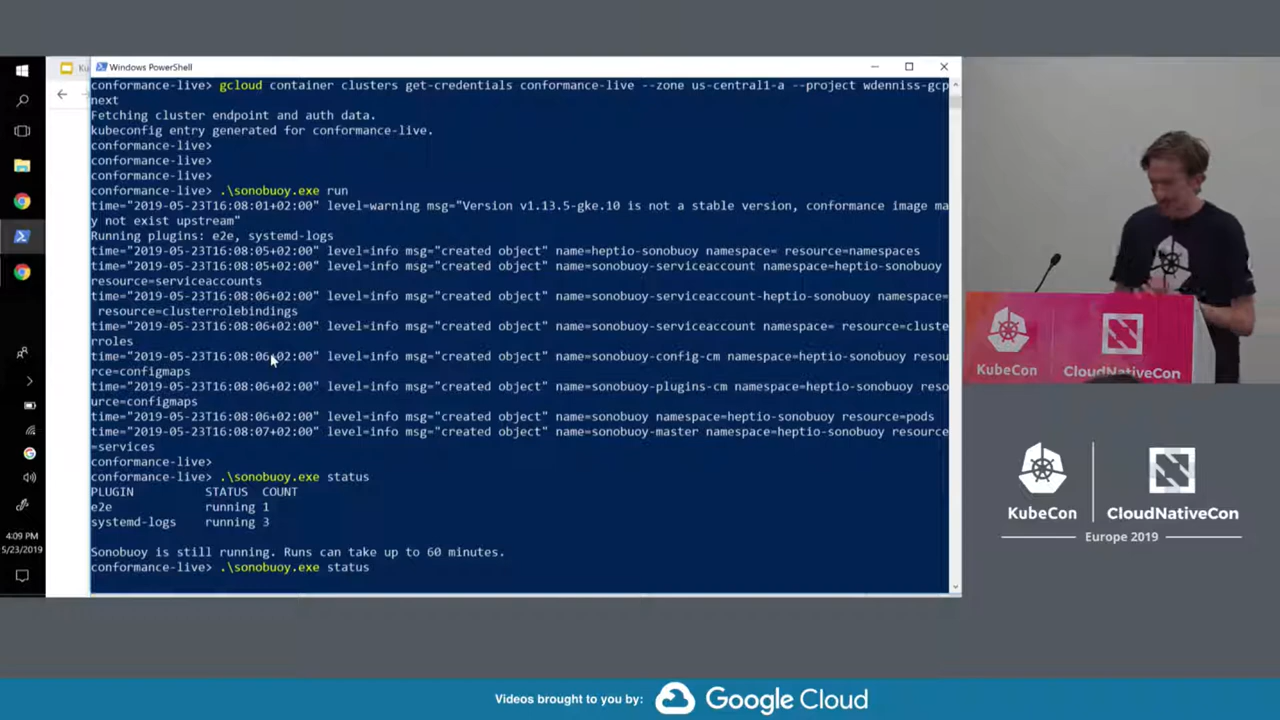 Ku
Windows PowerShell
conformance-live> gcloud container clusters get-credentials conformance-live --zone us-central1-a --project wdenniss-gcp
next
Fetching cluster endpoint and auth data.
kubeconfig entry generated for conformance-live.
conformance-live>
conformance-live>
conformance-live>
conformance-live> .\sonobuoy.exe run
time="2019-05-23T16:08:01+02:00" level=warning msg="Version v1.13.5-gke.10 is not a stable version, conformance image ma
y not exist upstream"
Running plugins: e2e, systemd-logs
time="2019-05-23T16:08:05+02:00" level=info msg="created object" name=heptio-sonobuoy namespace= resource=namespaces
time="2019-05-23T16:08:05+02:00" level=info msg="created object" name=sonobuoy-serviceaccount namespace=heptio-sonobuoy
resource=serviceaccounts
time="2019-05-23T16:08:06+02:00" level=info msg="created object" name=sonobuoy-serviceaccount-heptio-sonobuoy namespace=
 resource=clusterrolebindings
time="2019-05-23T16:08:06+02:00" level=info msg="created object" name=sonobuoy-serviceaccount namespace= resource=cluste
rroles
time="2019-05-23T16:08:06+02:00" level=info msg="created object" name=sonobuoy-config-cm namespace=heptio-sonobuoy resou
rce=configmaps
time="2019-05-23T16:08:06+02:00" level=info msg="created object" name=sonobuoy-plugins-cm namespace=heptio-sonobuoy reso
urce=configmaps
time="2019-05-23T16:08:06+02:00" level=info msg="created object" name=sonobuoy namespace=heptio-sonobuoy resource=pods
time="2019-05-23T16:08:07+02:00" level=info msg="created object" name=sonobuoy-master namespace=heptio-sonobuoy resource
=services
conformance-live>
conformance-live> .\sonobuoy.exe status
PLUGIN STATUS COUNT
e2e running 1
systemd-logs running 3
Sonobuoy is still running. Runs can take up to 60 minutes.
conformance-live> .\sonobuoy.exe status
4:09 PM
5/23/2019
KubeCon
CloudNativeCon
KubeCon
CloudNativeCon
Europe 2019
Videos brought to you by:
Google Cloud